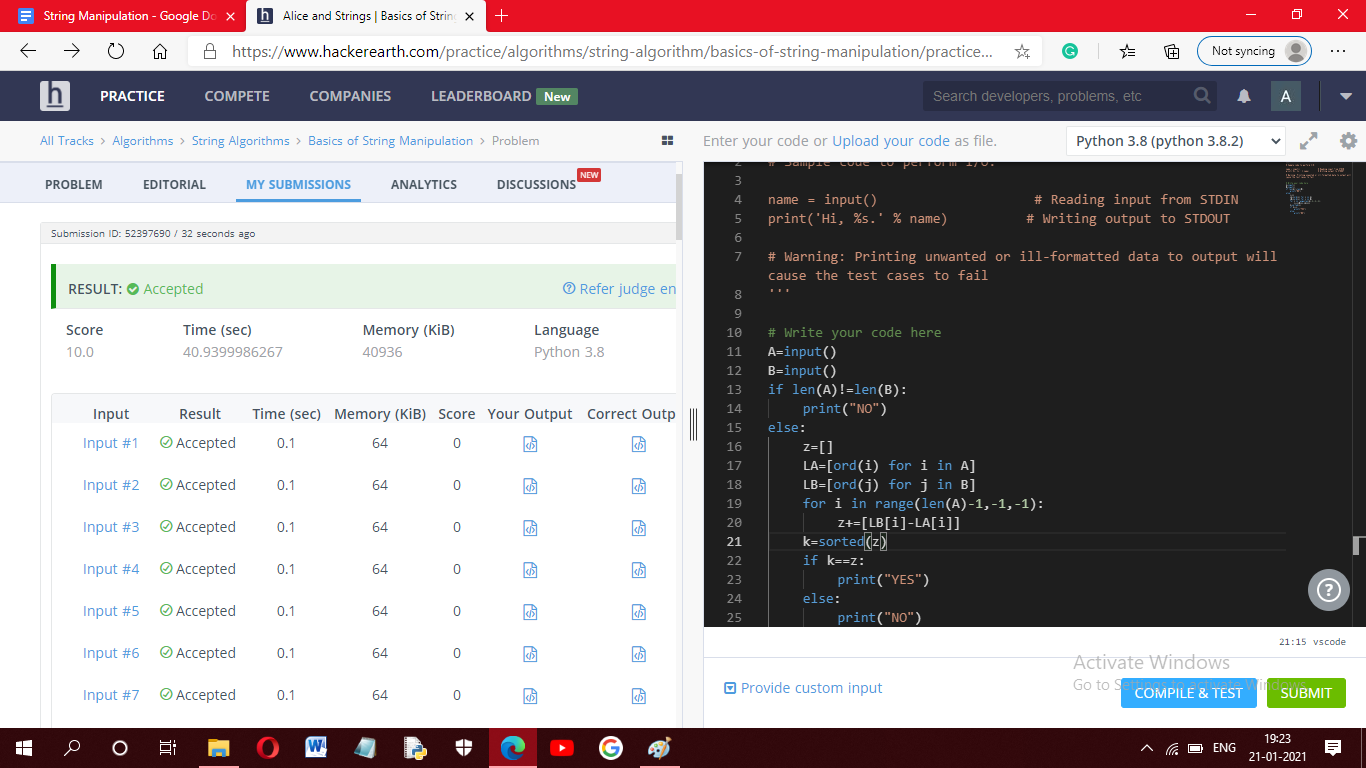 String Manipulation - Google Do
Alice and Strings | Basics of Strin
https://www.hackerearth.com/practice/algorithms/string-algorithm/basics-of-string-manipulation/practice...
Not syncing
h
PRACTICE
COMPETE
COMPANIES
LEADERBOARD New
Search developers, problems, etc
A
All Tracks > Algorithms > String Algorithms > Basics of String Manipulation > Problem
PROBLEM
EDITORIAL
MY SUBMISSIONS
ANALYTICS
DISCUSSIONS
NEW
Submission ID: 52397690 / 32 seconds ago
RESULT: Accepted
Refer judge en
Score Time (sec) Memory (KiB) Language
10.0 40.9399986267 40936 Python 3.8
Input Result Time (sec) Memory (KiB) Score Your Output Correct Outp
Input #1 Accepted 0.1 64 0
Input #2 Accepted 0.1 64 0
Input #3 Accepted 0.1 64 0
Input #4 Accepted 0.1 64 0
Input #5 Accepted 0.1 64 0
Input #6 Accepted 0.1 64 0
Input #7 Accepted 0.1 64 0
Enter your code or Upload your code as file.
Python 3.8 (python 3.8.2)
2 # Sample code to perform I/O:
3
4 name = input() # Reading input from STDIN
5 print('Hi, %s.' % name) # Writing output to STDOUT
6
7 # Warning: Printing unwanted or ill-formatted data to output will
cause the test cases to fail
8 '''
9
10 # Write your code here
11 A=input()
12 B=input()
13 if len(A)!=len(B):
14 print("NO")
15 else:
16 z=[]
17 LA=[ord(i) for i in A]
18 LB=[ord(j) for j in B]
19 for i in range(len(A)-1,-1,-1):
20 z+=[LB[i]-LA[i]]
21 k=sorted(z)
22 if k==z:
23 print("YES")
24 else:
25 print("NO")
?
21:15 vscode
Activate Windows
Go to Settings to activate Windows.
Provide custom input
COMPILE & TEST
SUBMIT
ENG
19:23
21-01-2021